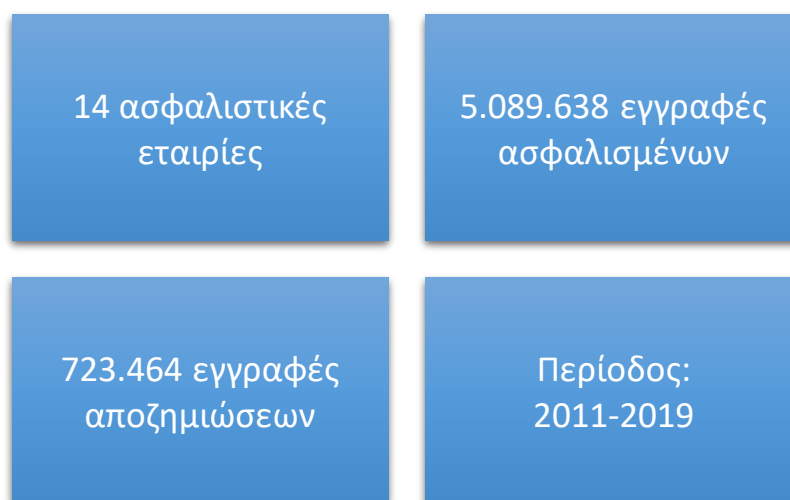 14 ασφαλιστικές
εταιρίες
5.089.638 εγγραφές
ασφαλισμένων
723.464 εγγραφές
αποζημιώσεων
Περίοδος:
2011-2019